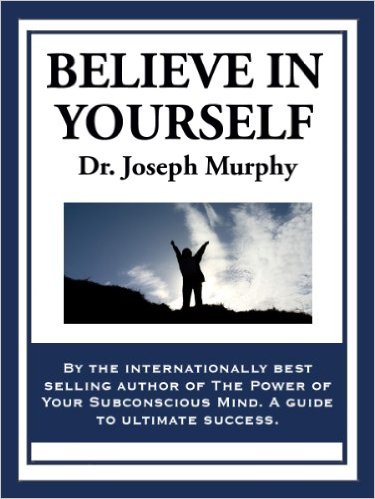 BELIEVE IN
YOURSELF
Dr. Joseph Murphy
By the internationally best
selling author of The Power of
Your Subconscious Mind. A guide
to ultimate success.